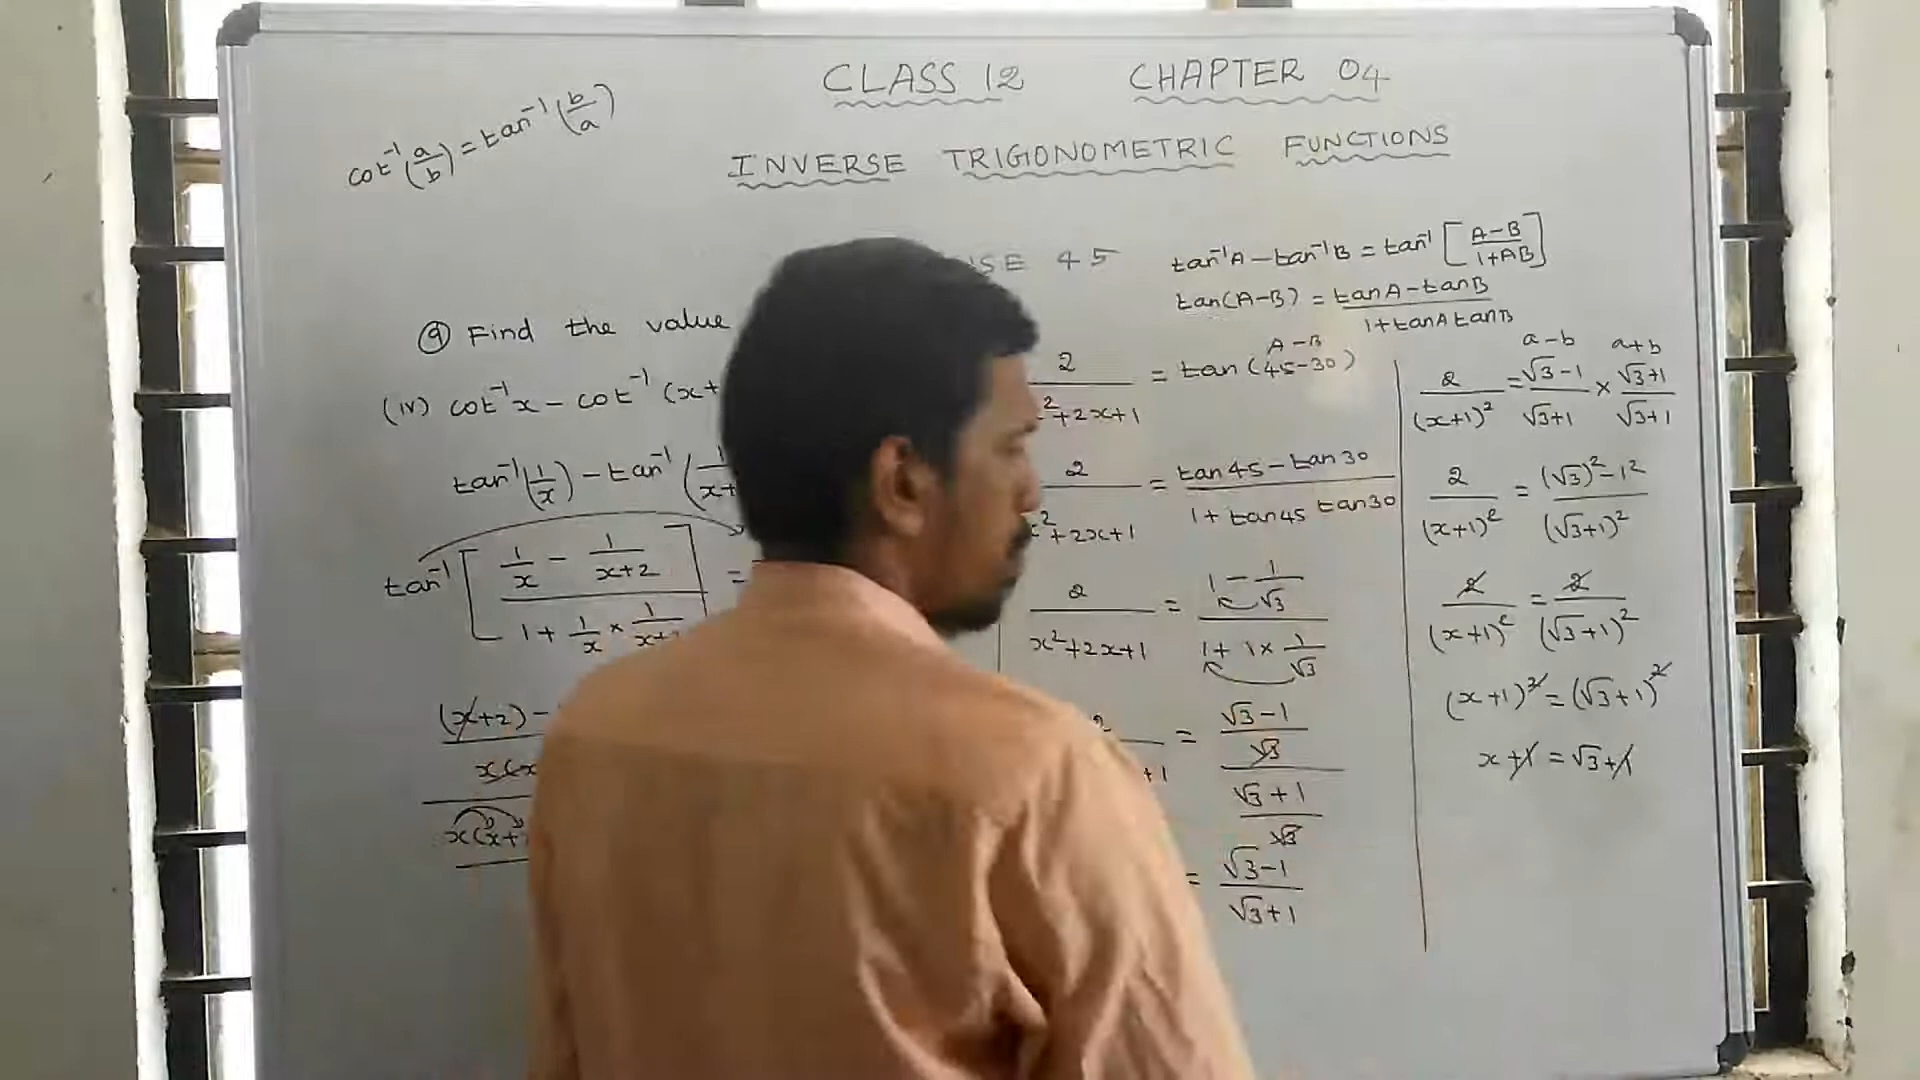 CLASS 12 CHAPTER 04
cot⁻¹(a/b) = tan⁻¹(b/a)
INVERSE TRIGONOMETRIC FUNCTIONS
45
⑨ Find the value
(iv) cot⁻¹x − cot⁻¹(x+
tan⁻¹(1/x) − tan⁻¹(1/x+
tan⁻¹[(1/x − 1/(x+2)) / (1 + 1/x × 1/x+
(x+2) −
x(x
x(x+
tan⁻¹A − tan⁻¹B = tan⁻¹[(A−B)/(1+AB)]
tan(A−B) = (tanA − tanB)/(1+tanA tanB)
A−B
2/(²+2x+1) = tan(45−30)
2/(²+2x+1) = (tan45 − tan30)/(1 + tan45 tan30)
2/(x²+2x+1) = (1 − 1/√3)/(1 + 1 × 1/√3)
2/(+1) = ((√3−1)/√3)/((√3+1)/√3)
= (√3−1)/(√3+1)
a−b a+b
2/(x+1)² = (√3−1)/(√3+1) × (√3+1)/(√3+1)
2/(x+1)² = ((√3)²−1²)/(√3+1)²
2/(x+1)² = 2/(√3+1)²
(x+1)² = (√3+1)²
x+1 = √3+1